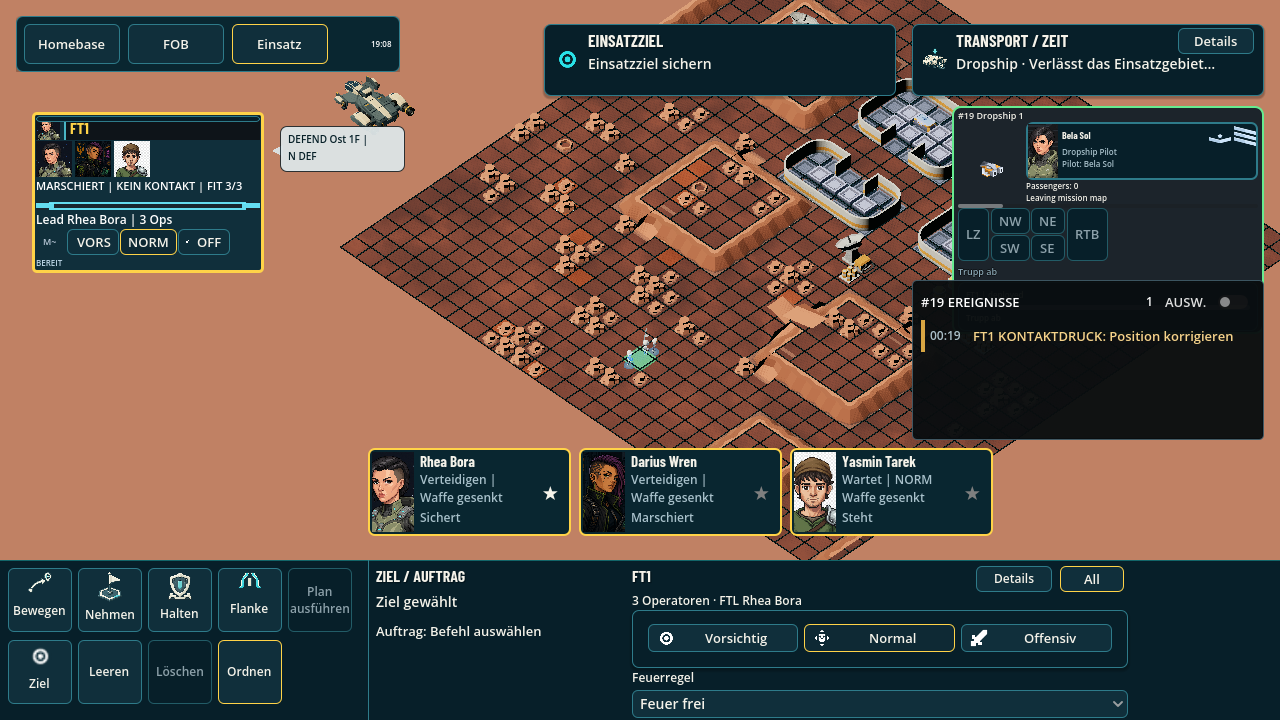 Homebase
FOB
Einsatz
19:08
EINSATZZIEL
Einsatzziel sichern
TRANSPORT / ZEIT
Details
Dropship · Verlässt das Einsatzgebiet...
FT1
MARSCHIERT | KEIN KONTAKT | FIT 3/3
Lead Rhea Bora | 3 Ops
M~
VORS
NORM
OFF
BEREIT
DEFEND Ost 1F |
N DEF
#19 Dropship 1
Bela Sol
Dropship Pilot
Pilot: Bela Sol
Passengers: 0
Leaving mission map
LZ
NW
NE
SW
SE
RTB
Trupp ab
#19 EREIGNISSE
1
AUSW.
00:19
FT1 KONTAKTDRUCK: Position korrigieren
Rhea Bora
Verteidigen |
Waffe gesenkt
Sichert
Darius Wren
Verteidigen |
Waffe gesenkt
Marschiert
Yasmin Tarek
Wartet | NORM
Waffe gesenkt
Steht
Bewegen
Nehmen
Halten
Flanke
Plan
ausführen
Ziel
Leeren
Löschen
Ordnen
ZIEL / AUFTRAG
Ziel gewählt
Auftrag: Befehl auswählen
FT1
Details
All
3 Operatoren · FTL Rhea Bora
Vorsichtig
Normal
Offensiv
Feuerregel
Feuer frei